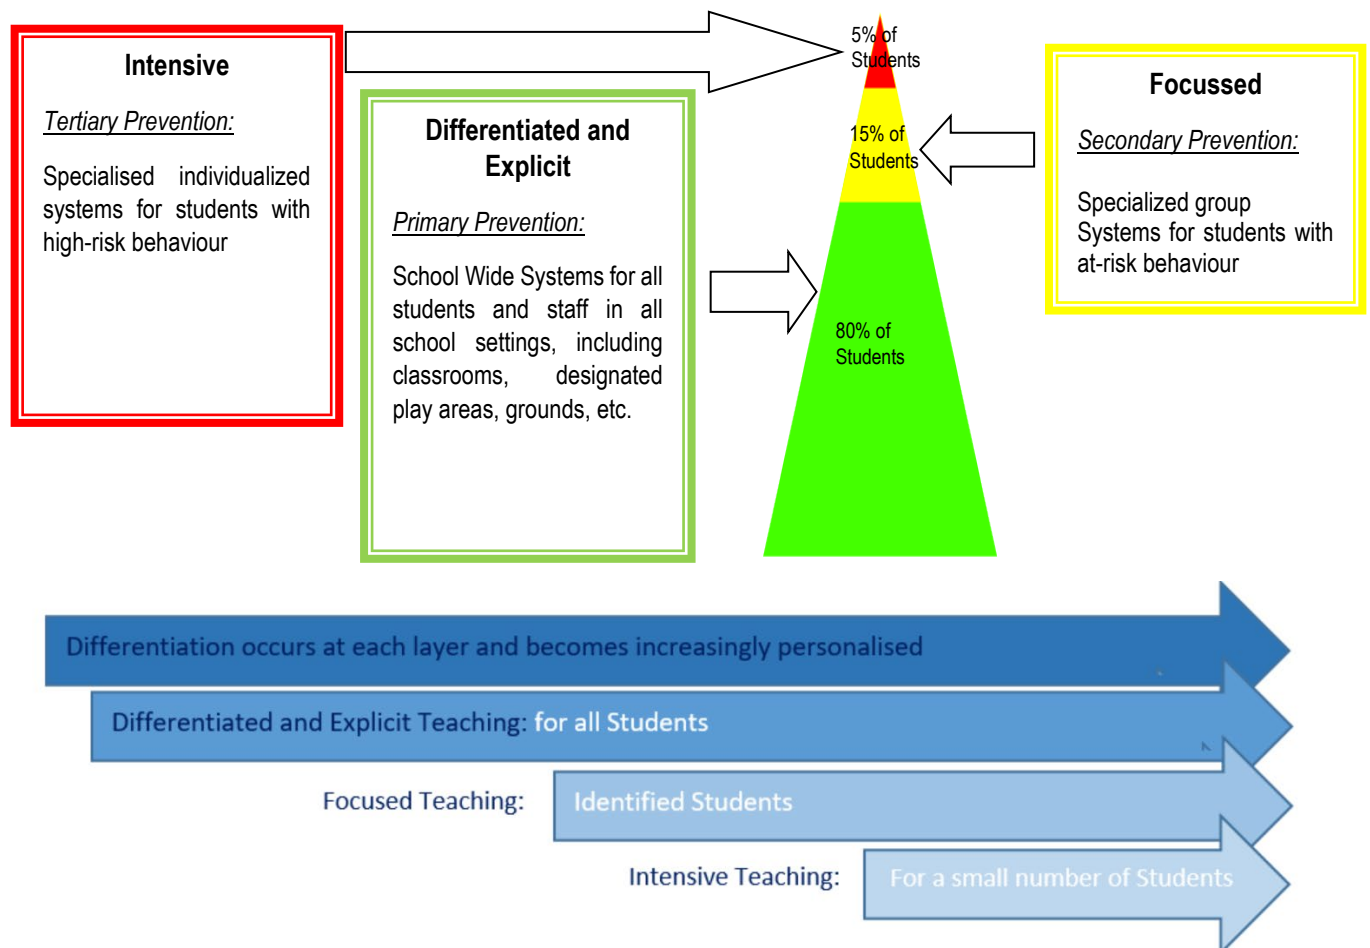 Intensive
Tertiary Prevention:
Specialised individualized
systems for students with
high-risk behaviour
Differentiated and
Explicit
Primary Prevention:
School Wide Systems for all
students and staff in all
school settings, including
classrooms, designated
play areas, grounds, etc.
5% of
Students
15% of
Students
80% of
Students
Focussed
Secondary Prevention:
Specialized group
Systems for students with
at-risk behaviour
Differentiation occurs at each layer and becomes increasingly personalised
Differentiated and Explicit Teaching: for all Students
Focused Teaching: Identified Students
Intensive Teaching: For a small number of Students